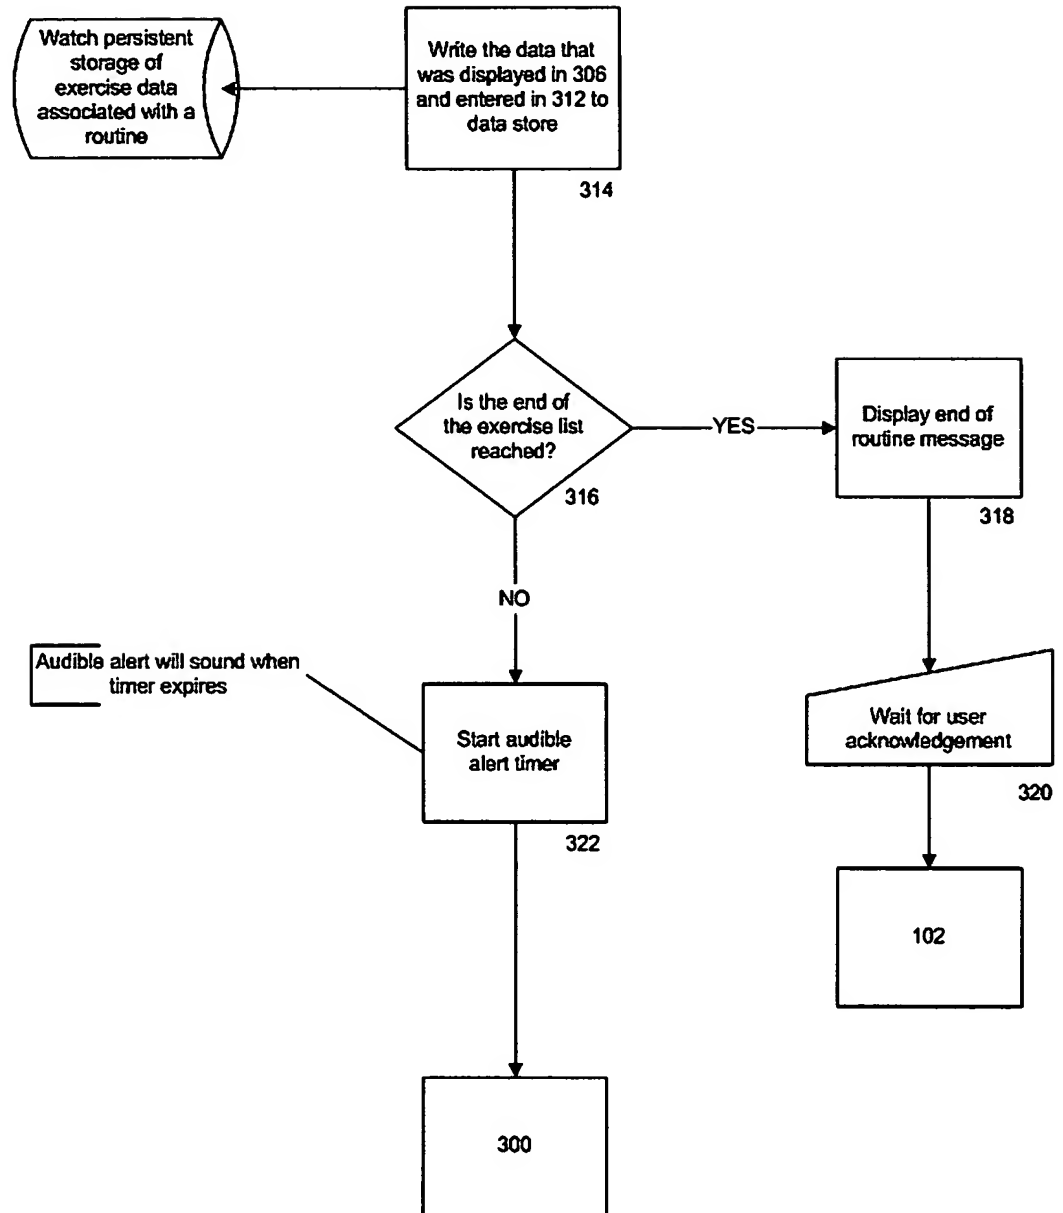 Watch persistent
storage of
exercise data
associated with a
routine
Write the data that
was displayed in 306
and entered in 312 to
data store
314
Is the end of
the exercise list
reached?
316
YES
Display end of
routine message
318
NO
Audible alert will sound when
timer expires
Start audible
alert timer
322
Wait for user
acknowledgement
320
102
300